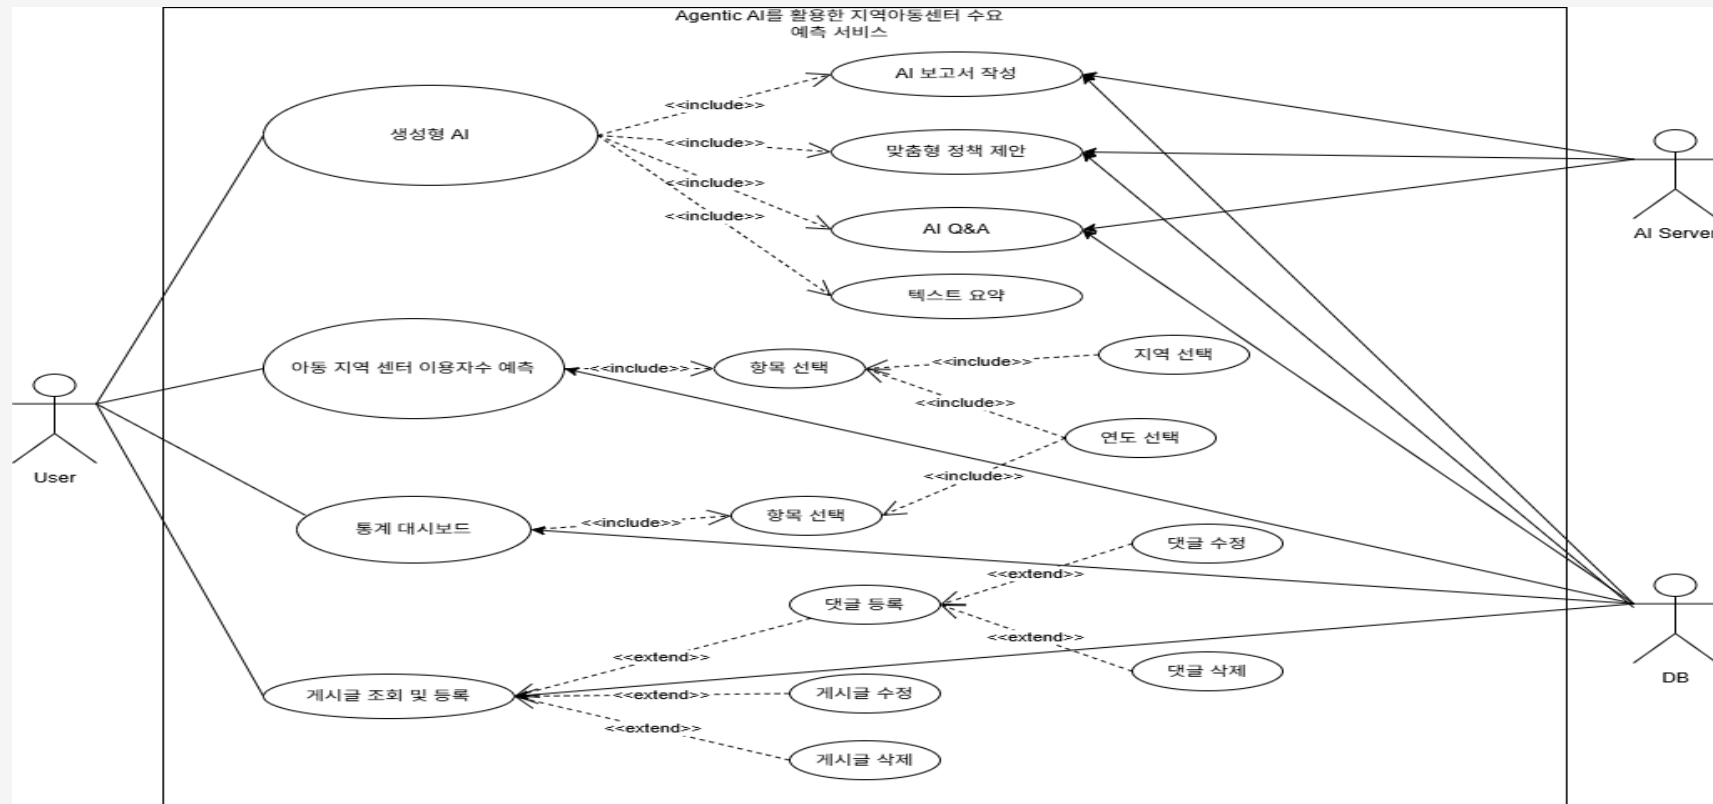 Agentic AI를 활용한 지역아동센터 수요
예측 서비스
AI 보고서 작성
<<include>>
생성형 AI
<<include>>
맞춤형 정책 제안
<<include>>
<<include>>
AI Q&A
AI Server
텍스트 요약
지역 선택
<<include>>
아동 지역 센터 이용자수 예측
<<include>>
항목 선택
<<include>>
연도 선택
User
<<include>>
항목 선택
<<include>>
통계 대시보드
댓글 수정
<<extend>>
댓글 등록
<<extend>>
<<extend>>
댓글 삭제
DB
게시글 조회 및 등록
<<extend>>
게시글 수정
<<extend>>
게시글 삭제